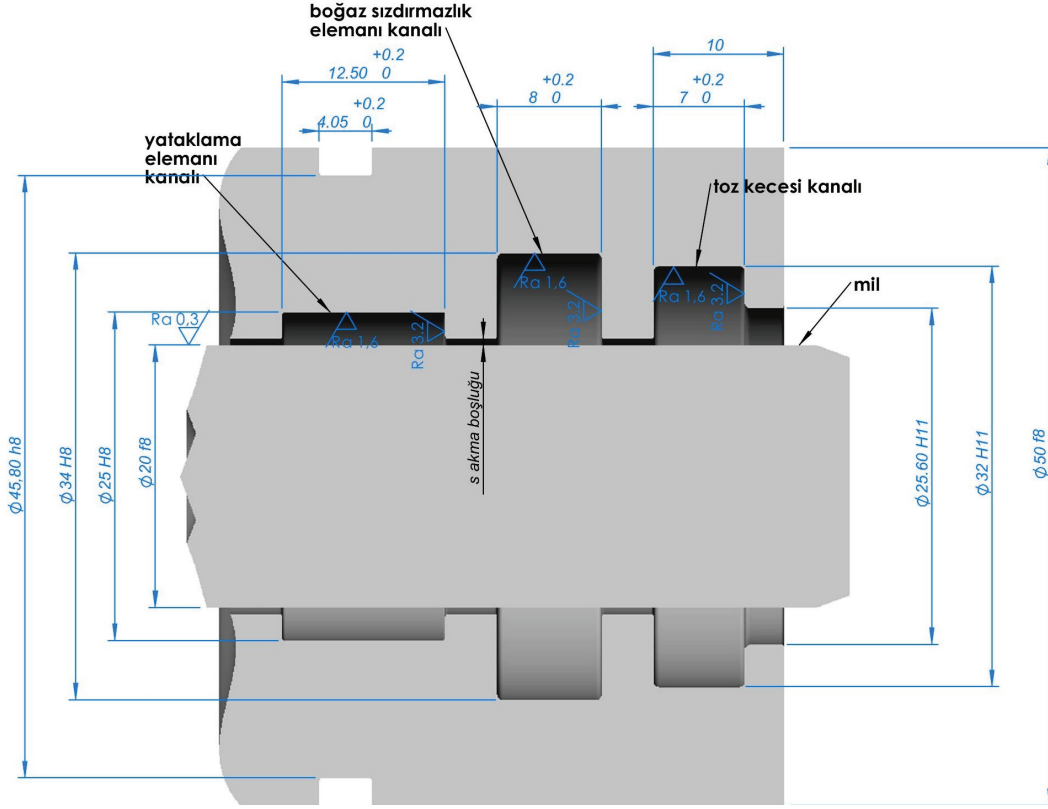 boğaz sızdırmazlık
elemanı kanalı
10
+0.2
12.50 0
+0.2
8 0
+0.2
7 0
+0.2
4.05 0
yataklama
elemanı
kanalı
toz kecesi kanalı
mil
Ra 0,3
Ra 1,6
Ra 3.2
Ra 1,6
Ra 3.2
Ra 1,6
Ra 3.2
s akma boşluğu
ϕ45,80 h8
ϕ34 H8
ϕ25 H8
ϕ20 f8
ϕ25.60 H11
ϕ32 H11
ϕ50 f8